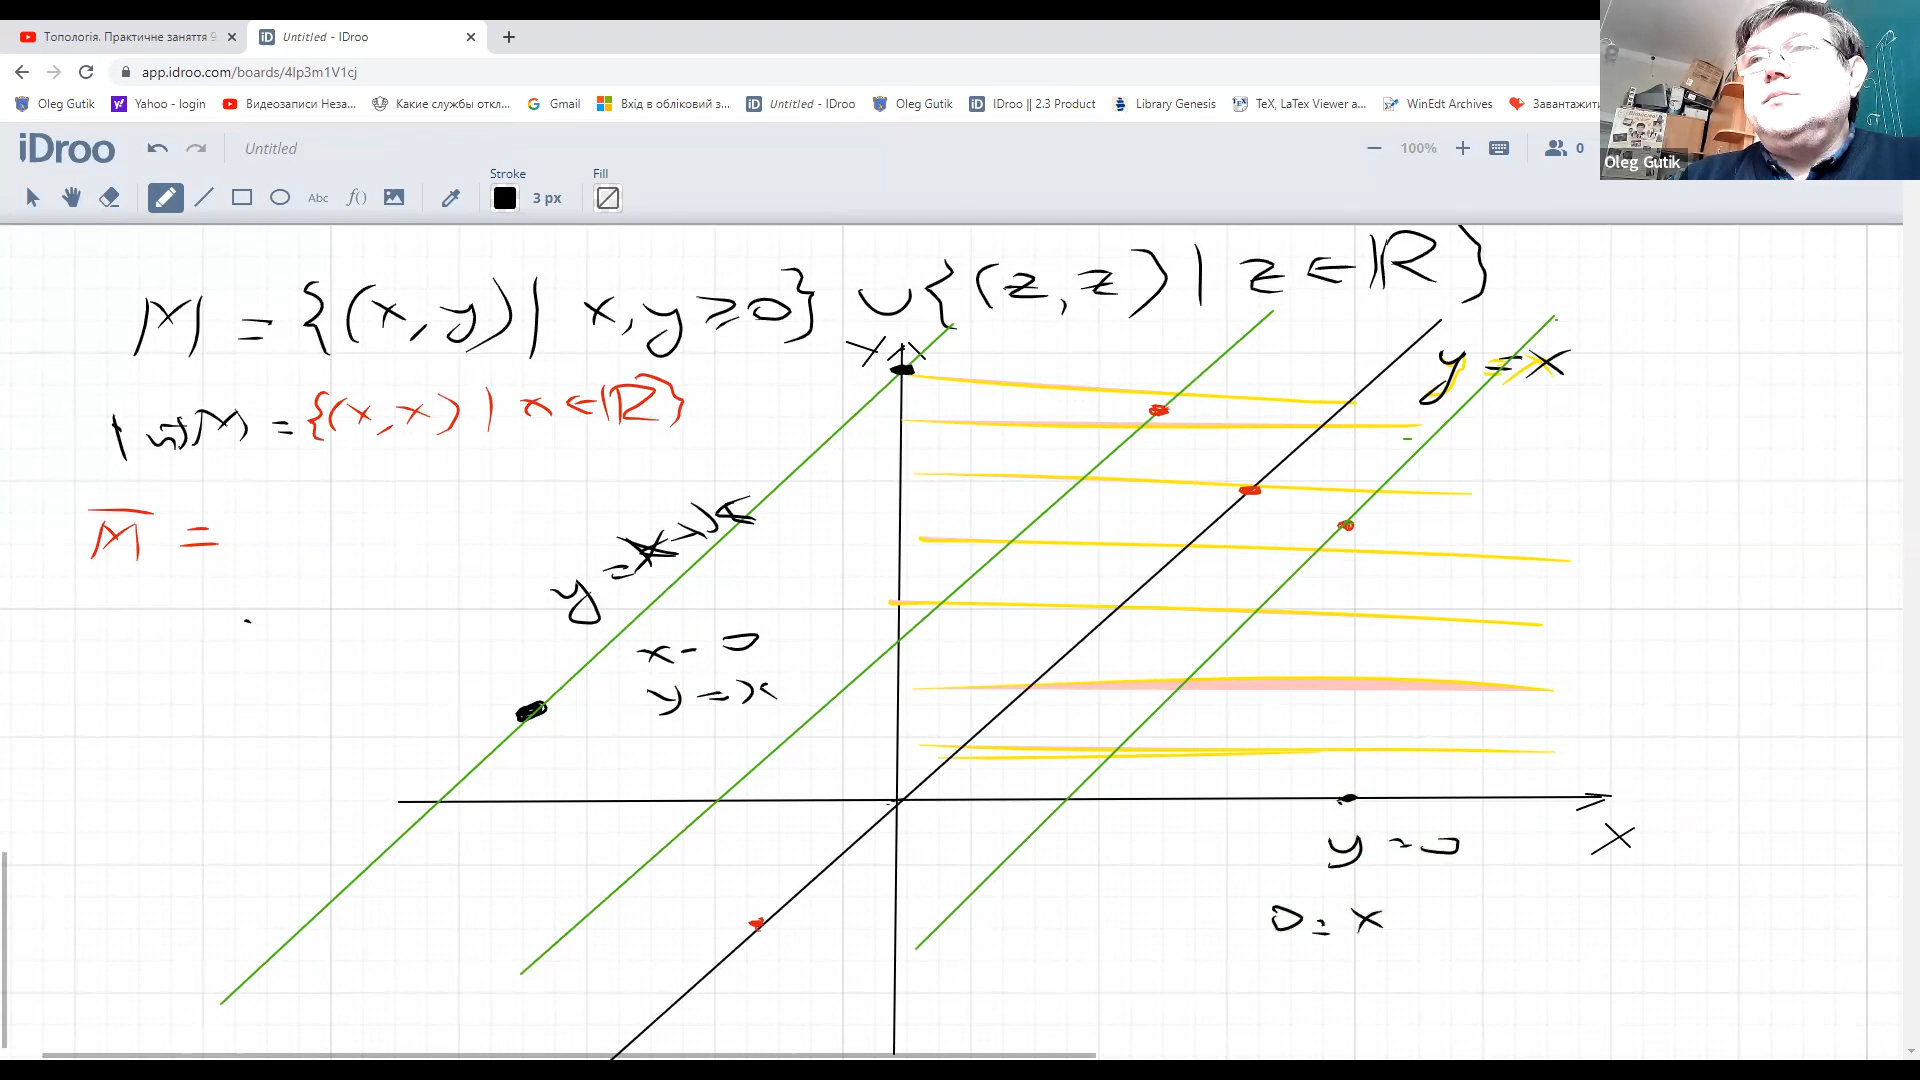 Топологія. Практичне заняття 9
Untitled - IDroo
app.idroo.com/boards/4lp3m1V1cj
Oleg Gutik
Yahoo - login
Видеозаписи Неза...
Какие службы откл...
Gmail
Вхід в обліковий з...
Untitled - IDroo
Oleg Gutik
IDroo || 2.3 Product
Library Genesis
TeX, LaTex Viewer a...
WinEdt Archives
Завантажити
Oleg Gutik
iDroo
Untitled
100%
0
Stroke
Fill
Abc
f()
3 px
M = {(x, y) | x, y ≥ 0} ∪ {(z, z) | z ∈ ℝ}
y = x
Int M = {(x, x) | x ∈ ℝ}
M̅ =
x = 0
y = x
y = 0
X
0 = x